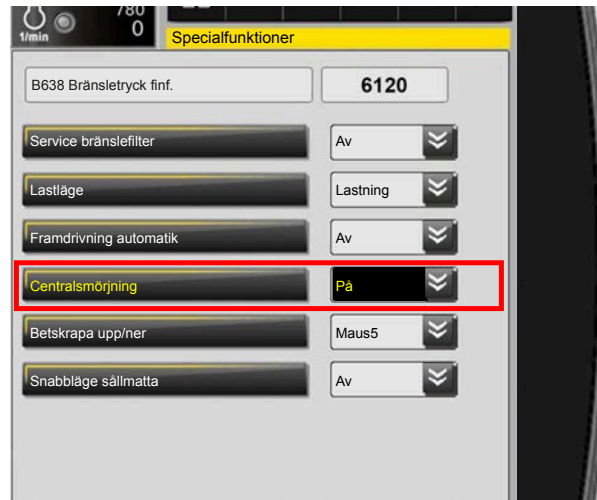 780
1/min 0
Specialfunktioner
B638 Bränsletryck finf. 6120
Service bränslefilter Av
Lastläge Lastning
Framdrivning automatik Av
Centralsmörjning På
Betskrapa upp/ner Maus5
Snabbläge sållmatta Av